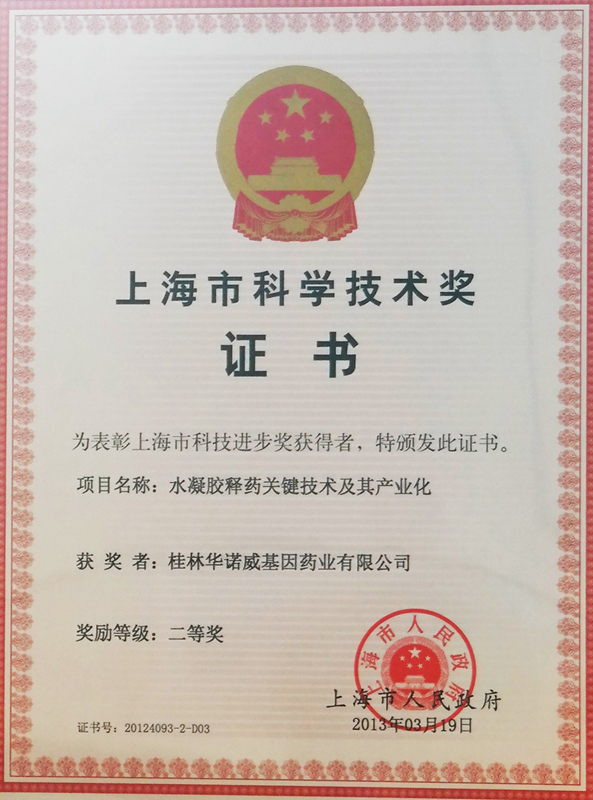 上海市科学技术奖
证书
为表彰上海市科技进步奖获得者，特颁发此证书。
项目名称：水凝胶释药关键技术及其产业化
获奖者：桂林华诺威基因药业有限公司
奖励等级：二等奖
上海市人民政府
上海市人民政府
2013年03月19日
证书号：20124093-2-D03